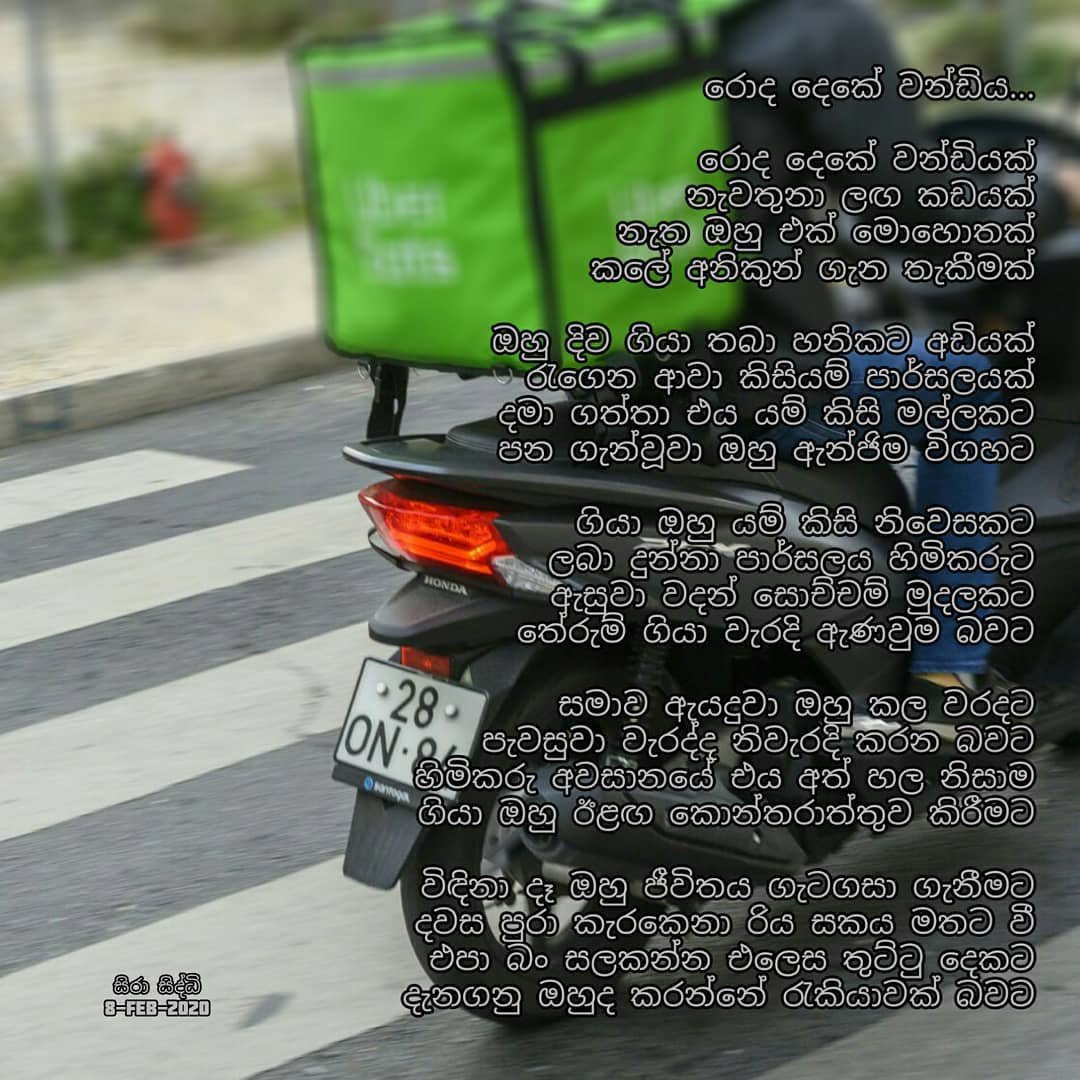 රොද දෙකේ වන්ඩිය...
රොද දෙකේ වන්ඩියක්
නැවතුනා ලඟ කඩයක්
නැත ඔහු එක් මොහොතක්
කලේ අනිකුන් ගැන තැකීමක්
ඔහු දිව ගියා තබා හනිකට අඩියක්
රැගෙන ආවා කිසියම් පාර්සලයක්
දමා ගත්තා එය යම් කිසි මල්ලකට
පන ගැන්වූවා ඔහු ඇන්ජිම විගහට
ගියා ඔහු යම් කිසි නිවෙසකට
ලබා දුන්නා පාර්සලය හිමිකරුට
ඇසුවා වදන් සොච්චම් මුදලකට
තේරුම් ගියා වැරදි ඇණවුම බවට
සමාව ඇයදුවා ඔහු කල වරදට
පැවසුවා වැරද්ද නිවැරදි කරන බවට
හිමිකරු අවසානයේ එය අත් හල නිසාම
ගියා ඔහු ඊළඟ කොන්තරාත්තුව කිරීමට
විඳිනා දෑ ඔහු ජීවිතය ගැටගසා ගැනීමට
දවස පුරා කැරකෙනා රිය සකය මතට වී
එපා බං සලකන්න එලෙස තුට්ටු දෙකට
දැනගනු ඔහුද කරන්නේ රැකියාවක් බවට
සිරා සිද්ධි
8-FEB-2020
Uber
Eats
HONDA
28
ON